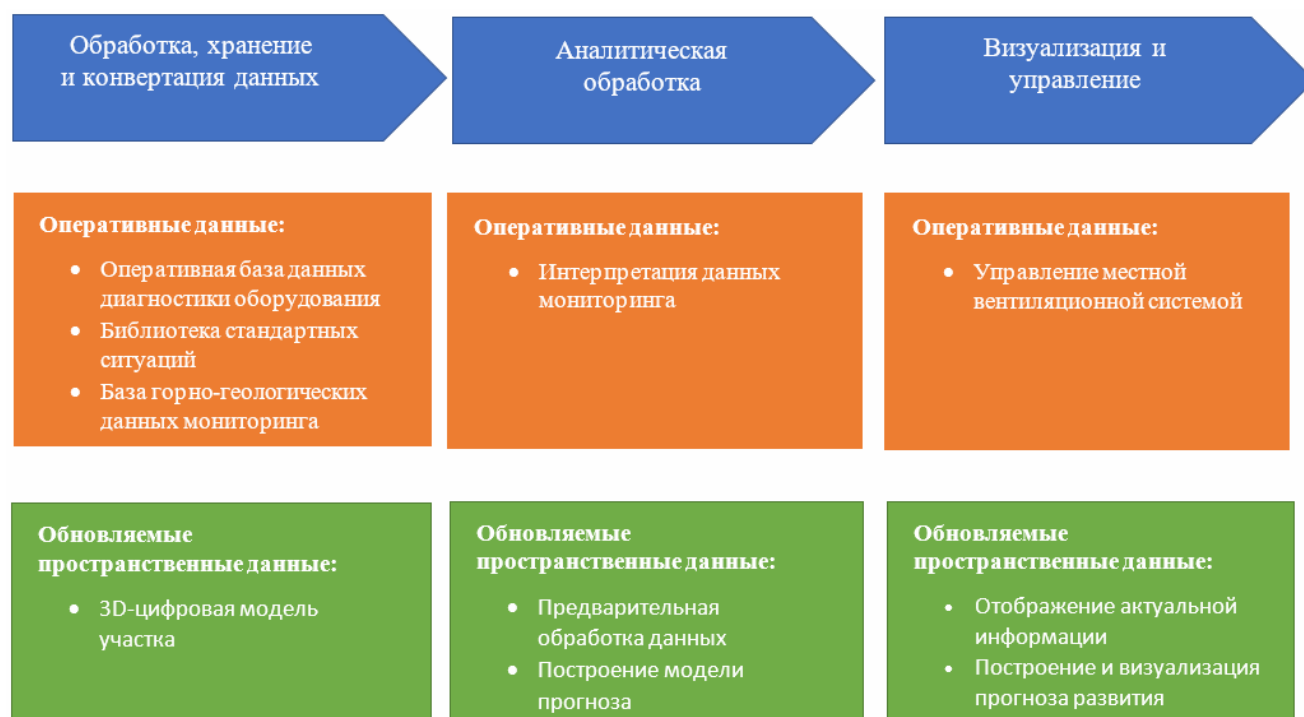 Обработка, хранение
и конвертация данных
Аналитическая
обработка
Визуализация и
управление
Оперативные данные:
• Оперативная база данных
диагностики оборудования
• Библиотека стандартных
ситуаций
• База горно-геологических
данных мониторинга
Оперативные данные:
• Интерпретация данных
мониторинга
Оперативные данные:
• Управление местной
вентиляционной системой
Обновляемые
пространственные данные:
• 3D-цифровая модель
участка
Обновляемые
пространственные данные:
• Предварительная
обработка данных
• Построение модели
прогноза
Обновляемые
пространственные данные:
• Отображение актуальной
информации
• Построение и визуализация
прогноза развития